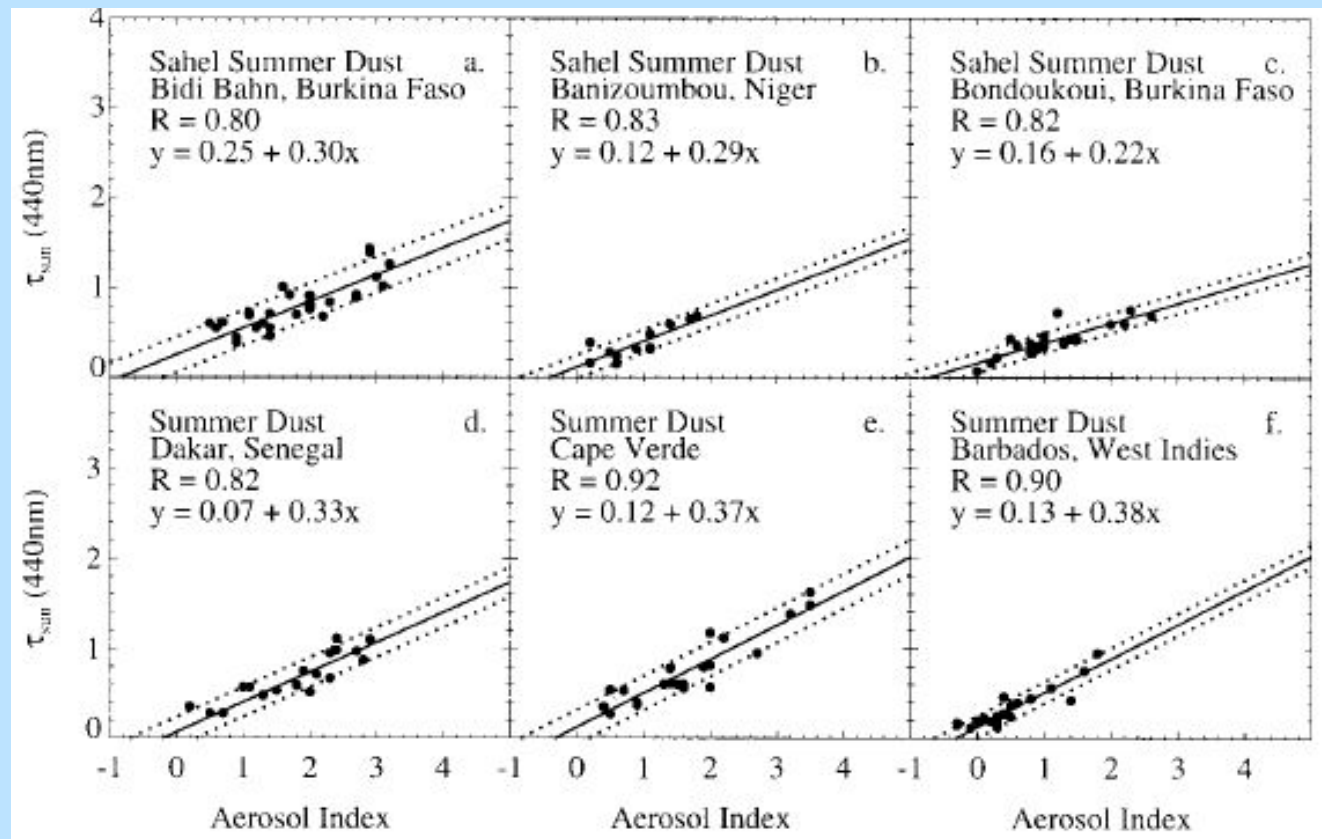 4
Sahel Summer Dust a.
Bidi Bahn, Burkina Faso
R = 0.80
y = 0.25 + 0.30x
Sahel Summer Dust b.
Banizoumbou, Niger
R = 0.83
y = 0.12 + 0.29x
Sahel Summer Dust c.
Bondoukoui, Burkina Faso
R = 0.82
y = 0.16 + 0.22x
3
2
1
0
τsun (440nm)
Summer Dust d.
Dakar, Senegal
R = 0.82
y = 0.07 + 0.33x
Summer Dust e.
Cape Verde
R = 0.92
y = 0.12 + 0.37x
Summer Dust f.
Barbados, West Indies
R = 0.90
y = 0.13 + 0.38x
3
2
1
0
τsun (440nm)
-1 0 1 2 3 4 -1 0 1 2 3 4 -1 0 1 2 3 4
Aerosol Index Aerosol Index Aerosol Index